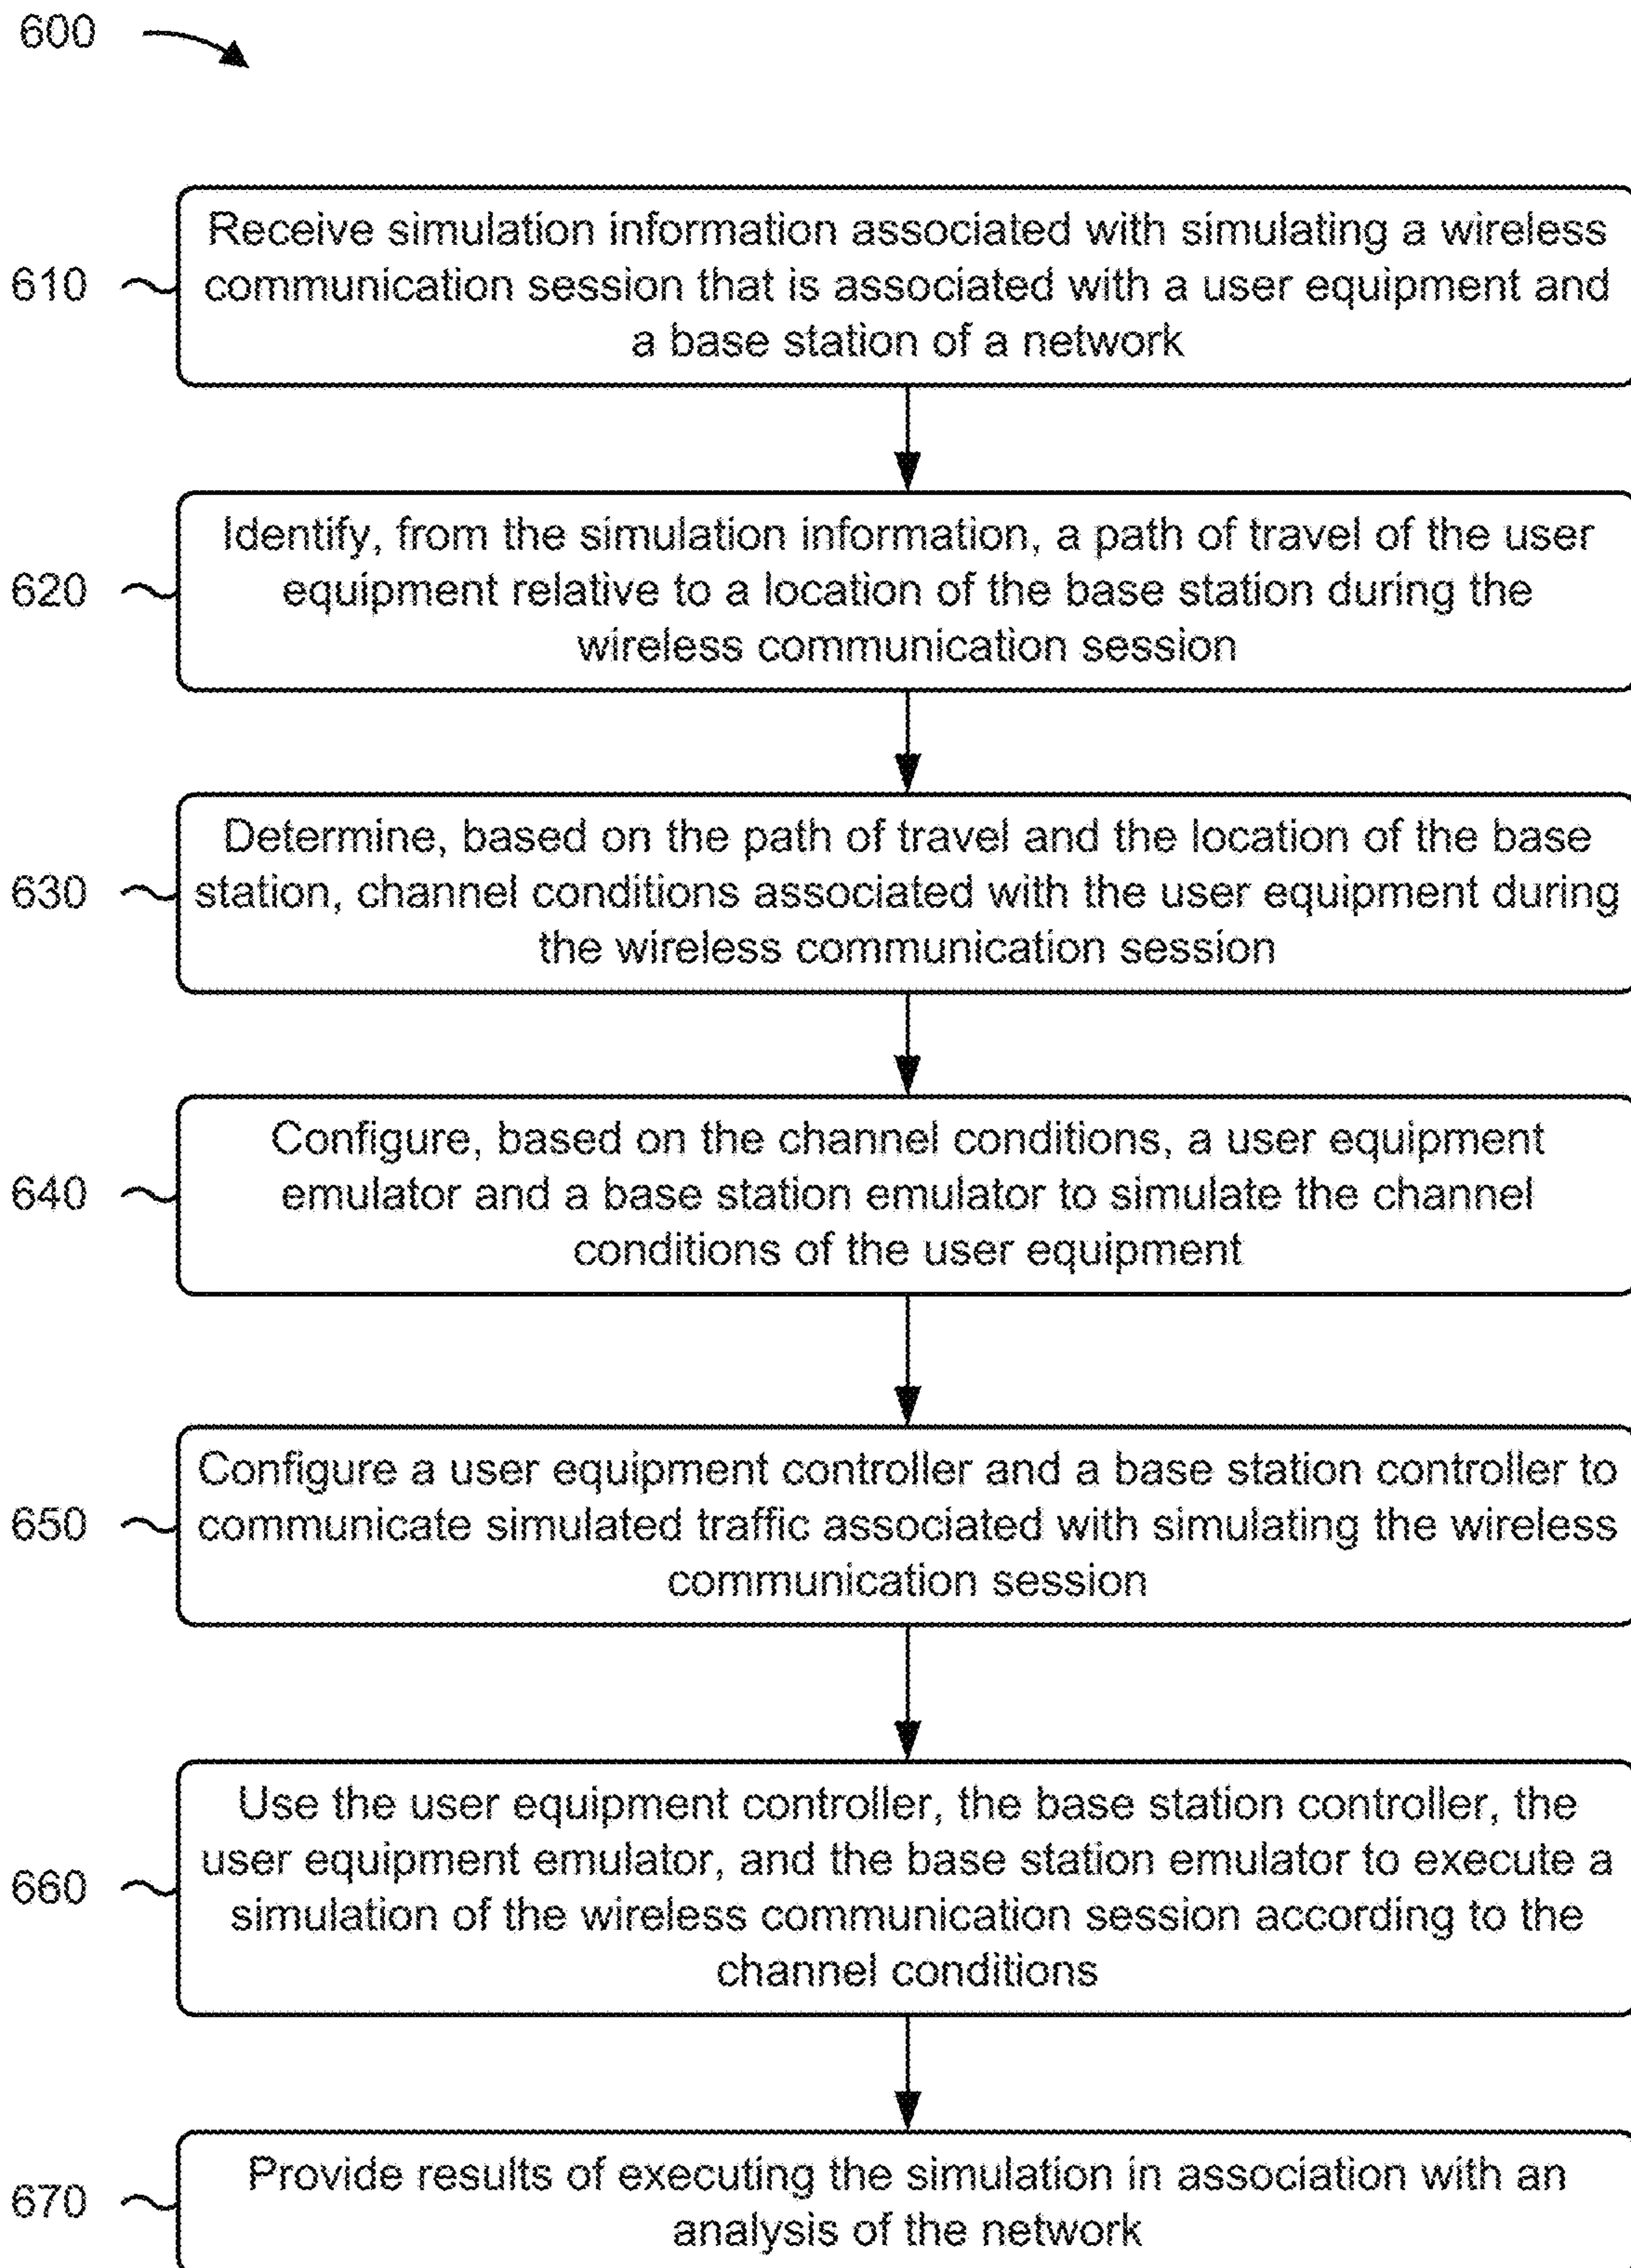 600
610
Receive simulation information associated with simulating a wireless
communication session that is associated with a user equipment and
a base station of a network
620
Identify, from the simulation information, a path of travel of the user
equipment relative to a location of the base station during the
wireless communication session
630
Determine, based on the path of travel and the location of the base
station, channel conditions associated with the user equipment during
the wireless communication session
640
Configure, based on the channel conditions, a user equipment
emulator and a base station emulator to simulate the channel
conditions of the user equipment
650
Configure a user equipment controller and a base station controller to
communicate simulated traffic associated with simulating the wireless
communication session
660
Use the user equipment controller, the base station controller, the
user equipment emulator, and the base station emulator to execute a
simulation of the wireless communication session according to the
channel conditions
670
Provide results of executing the simulation in association with an
analysis of the network